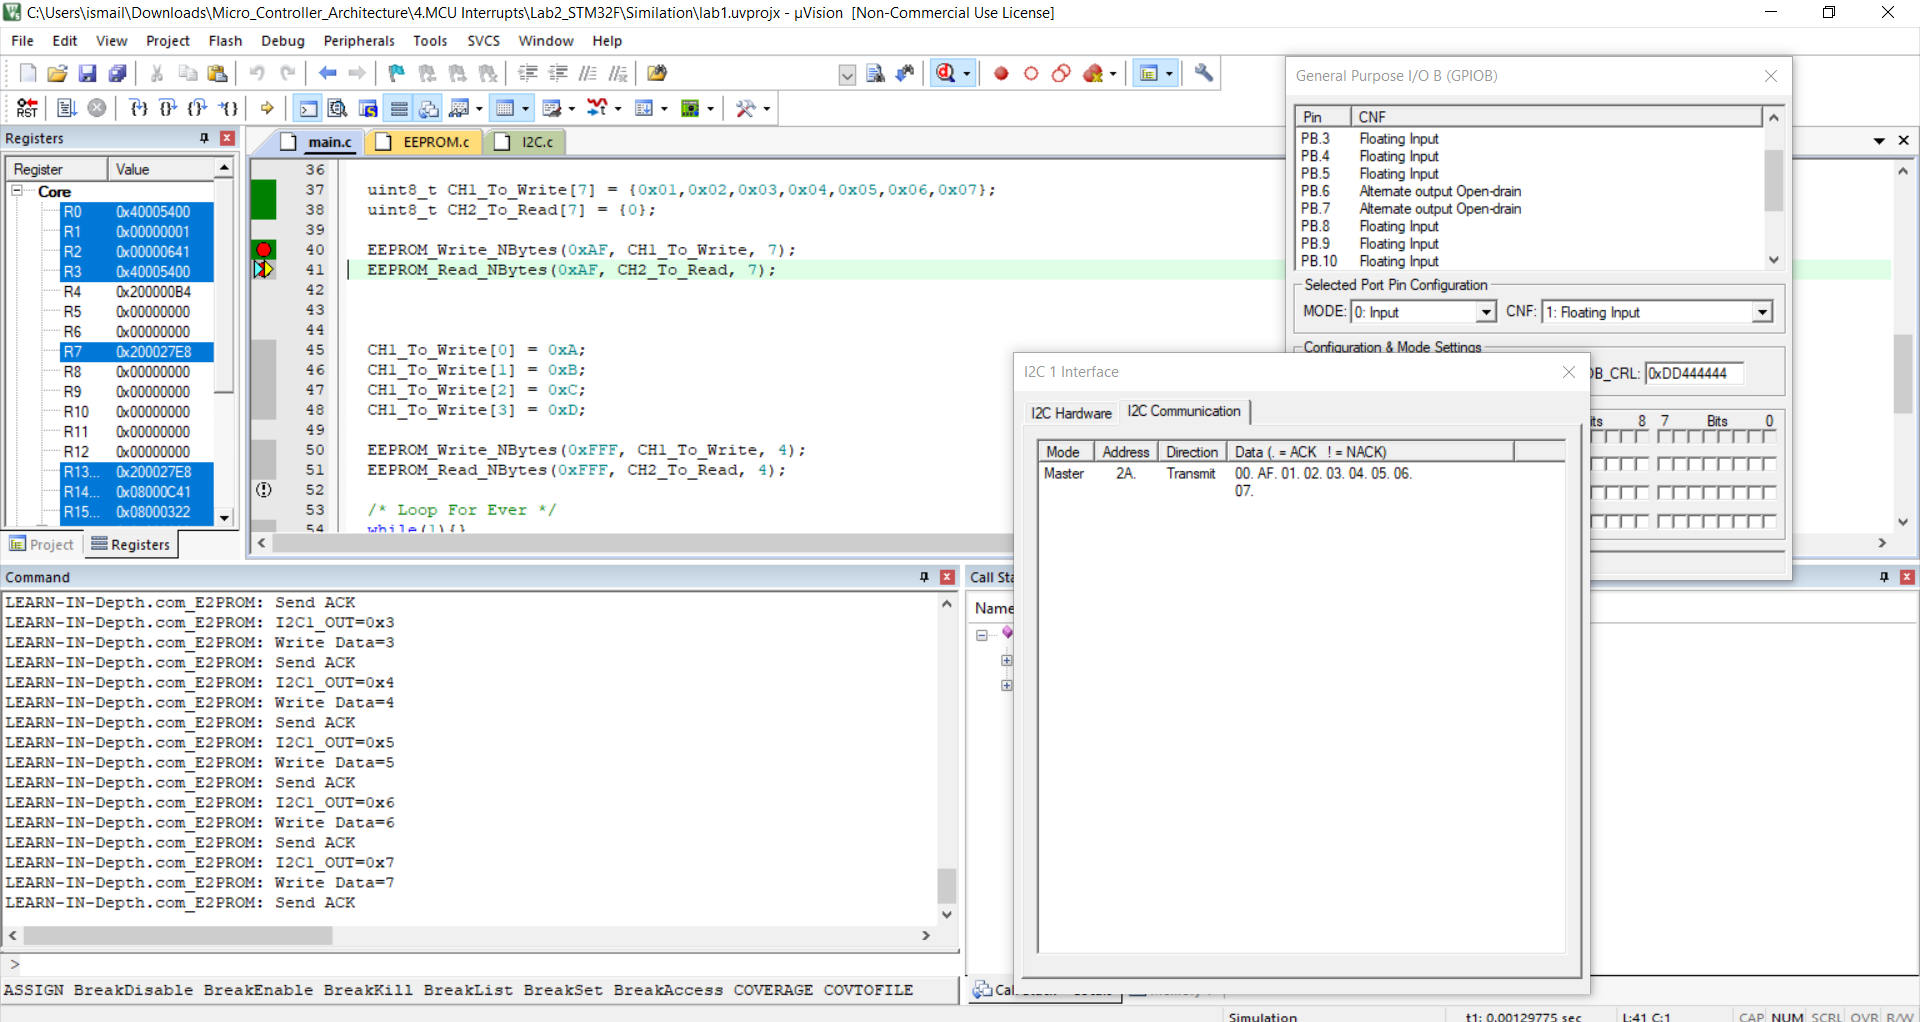 C:\Users\ismail\Downloads\Micro_Controller_Architecture\4.MCU Interrupts\Lab2_STM32F\Similation\lab1.uvprojx - µVision  [Non-Commercial Use License]
File Edit View Project Flash Debug Peripherals Tools SVCS Window Help
RST
Registers
Register Value
Core
R0 0x40005400
R1 0x00000001
R2 0x00000641
R3 0x40005400
R4 0x200000B4
R5 0x00000000
R6 0x00000000
R7 0x200027E8
R8 0x00000000
R9 0x00000000
R10 0x00000000
R11 0x00000000
R12 0x00000000
R13... 0x200027E8
R14... 0x08000C41
R15... 0x08000322
Project Registers
main.c EEPROM.c I2C.c
36
37 uint8_t CH1_To_Write[7] = {0x01,0x02,0x03,0x04,0x05,0x06,0x07};
38 uint8_t CH2_To_Read[7] = {0};
39
40 EEPROM_Write_NBytes(0xAF, CH1_To_Write, 7);
41 EEPROM_Read_NBytes(0xAF, CH2_To_Read, 7);
42
43
44
45 CH1_To_Write[0] = 0xA;
46 CH1_To_Write[1] = 0xB;
47 CH1_To_Write[2] = 0xC;
48 CH1_To_Write[3] = 0xD;
49
50 EEPROM_Write_NBytes(0xFFF, CH1_To_Write, 4);
51 EEPROM_Read_NBytes(0xFFF, CH2_To_Read, 4);
52
53 /* Loop For Ever */
54 while(1){}
General Purpose I/O B (GPIOB)
Pin CNF
PB.3 Floating Input
PB.4 Floating Input
PB.5 Floating Input
PB.6 Alternate output Open-drain
PB.7 Alternate output Open-drain
PB.8 Floating Input
PB.9 Floating Input
PB.10 Floating Input
Selected Port Pin Configuration
MODE: 0: Input CNF: 1: Floating Input
Configuration & Mode Settings
OB_CRL: 0xDD444444
its 8 7 Bits 0
I2C 1 Interface
I2C Hardware I2C Communication
Mode Address Direction Data (. = ACK   ! = NACK)
Master 2A. Transmit 00. AF. 01. 02. 03. 04. 05. 06.
07.
Command
LEARN-IN-Depth.com_E2PROM: Send ACK
LEARN-IN-Depth.com_E2PROM: I2C1_OUT=0x3
LEARN-IN-Depth.com_E2PROM: Write Data=3
LEARN-IN-Depth.com_E2PROM: Send ACK
LEARN-IN-Depth.com_E2PROM: I2C1_OUT=0x4
LEARN-IN-Depth.com_E2PROM: Write Data=4
LEARN-IN-Depth.com_E2PROM: Send ACK
LEARN-IN-Depth.com_E2PROM: I2C1_OUT=0x5
LEARN-IN-Depth.com_E2PROM: Write Data=5
LEARN-IN-Depth.com_E2PROM: Send ACK
LEARN-IN-Depth.com_E2PROM: I2C1_OUT=0x6
LEARN-IN-Depth.com_E2PROM: Write Data=6
LEARN-IN-Depth.com_E2PROM: Send ACK
LEARN-IN-Depth.com_E2PROM: I2C1_OUT=0x7
LEARN-IN-Depth.com_E2PROM: Write Data=7
LEARN-IN-Depth.com_E2PROM: Send ACK
>
ASSIGN BreakDisable BreakEnable BreakKill BreakList BreakSet BreakAccess COVERAGE COVTOFILE
Call Sta
Name
Simulation t1: 0.00129775 sec L:41 C:1 CAP NUM SCRL OVR R/W